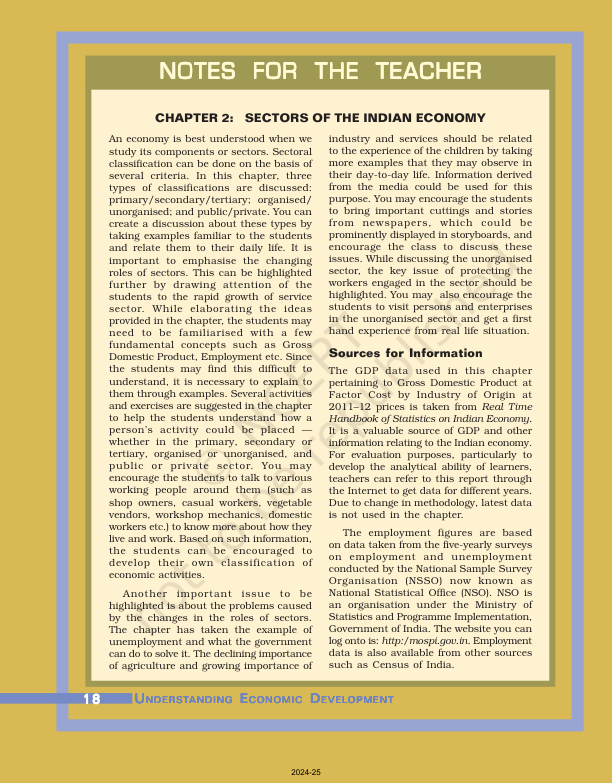 NOTES FOR THE TEACHER
CHAPTER 2: SECTORS OF THE INDIAN ECONOMY
An economy is best understood when we
study its components or sectors. Sectoral
classification can be done on the basis of
several criteria. In this chapter, three
types of classifications are discussed:
primary/secondary/tertiary; organised/
unorganised; and public/private. You can
create a discussion about these types by
taking examples familiar to the students
and relate them to their daily life. It is
important to emphasise the changing
roles of sectors. This can be highlighted
further by drawing attention of the
students to the rapid growth of service
sector. While elaborating the ideas
provided in the chapter, the students may
need to be familiarised with a few
fundamental concepts such as Gross
Domestic Product, Employment etc. Since
the students may find this difficult to
understand, it is necessary to explain to
them through examples. Several activities
and exercises are suggested in the chapter
to help the students understand how a
person's activity could be placed —
whether in the primary, secondary or
tertiary, organised or unorganised, and
public or private sector. You may
encourage the students to talk to various
working people around them (such as
shop owners, casual workers, vegetable
vendors, workshop mechanics, domestic
workers etc.) to know more about how they
live and work. Based on such information,
the students can be encouraged to
develop their own classification of
economic activities.
Another important issue to be
highlighted is about the problems caused
by the changes in the roles of sectors.
The chapter has taken the example of
unemployment and what the government
can do to solve it. The declining importance
of agriculture and growing importance of
industry and services should be related
to the experience of the children by taking
more examples that they may observe in
their day-to-day life. Information derived
from the media could be used for this
purpose. You may encourage the students
to bring important cuttings and stories
from newspapers, which could be
prominently displayed in storyboards, and
encourage the class to discuss these
issues. While discussing the unorganised
sector, the key issue of protecting the
workers engaged in the sector should be
highlighted. You may also encourage the
students to visit persons and enterprises
in the unorganised sector and get a first
hand experience from real life situation.
Sources for Information
The GDP data used in this chapter
pertaining to Gross Domestic Product at
Factor Cost by Industry of Origin at
2011–12 prices is taken from Real Time
Handbook of Statistics on Indian Economy.
It is a valuable source of GDP and other
information relating to the Indian economy.
For evaluation purposes, particularly to
develop the analytical ability of learners,
teachers can refer to this report through
the Internet to get data for different years.
Due to change in methodology, latest data
is not used in the chapter.
The employment figures are based
on data taken from the five-yearly surveys
on employment and unemployment
conducted by the National Sample Survey
Organisation (NSSO) now known as
National Statistical Office (NSO). NSO is
an organisation under the Ministry of
Statistics and Programme Implementation,
Government of India. The website you can
log onto is: http:/mospi.gov.in. Employment
data is also available from other sources
such as Census of India.
© NCERT
not to be republished
18 UNDERSTANDING ECONOMIC DEVELOPMENT
2024-25